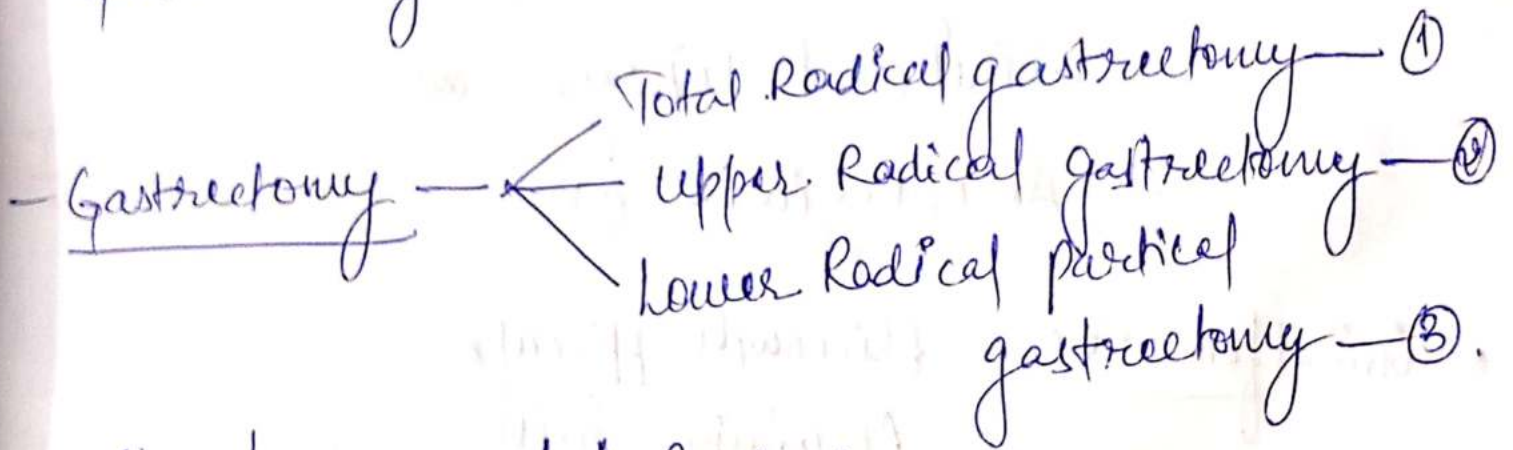 Total Radical gastrectomy — ①
- Gastrectomy — Upper Radical gastrectomy — ②
Lower Radical partical
gastrectomy — ③.